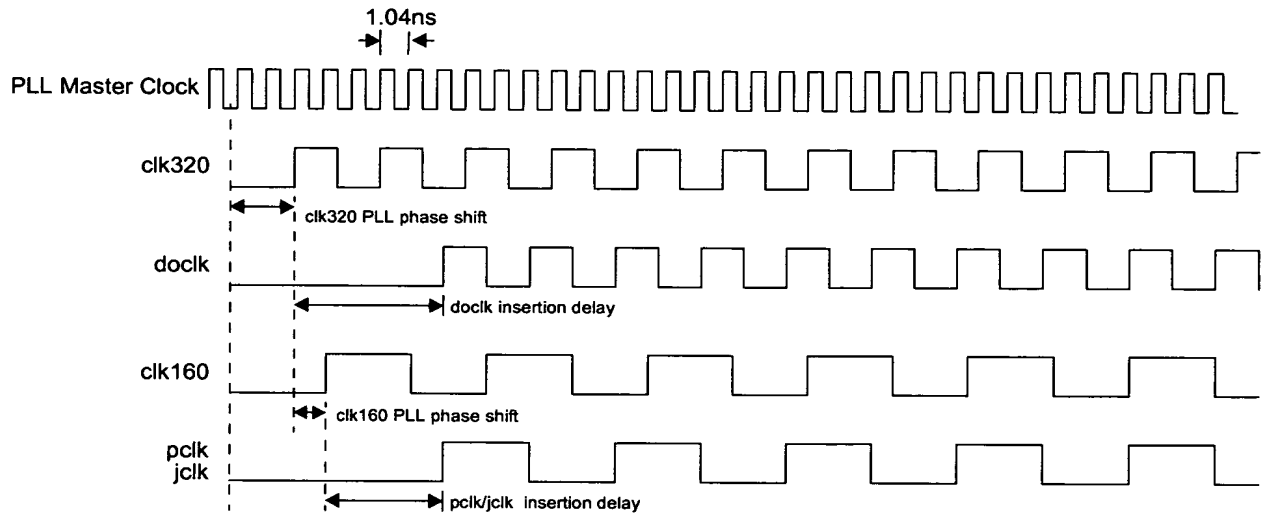 1.04ns
PLL Master Clock
clk320
clk320 PLL phase shift
doclk
doclk insertion delay
clk160
clk160 PLL phase shift
pclk
jclk
pclk/jclk insertion delay